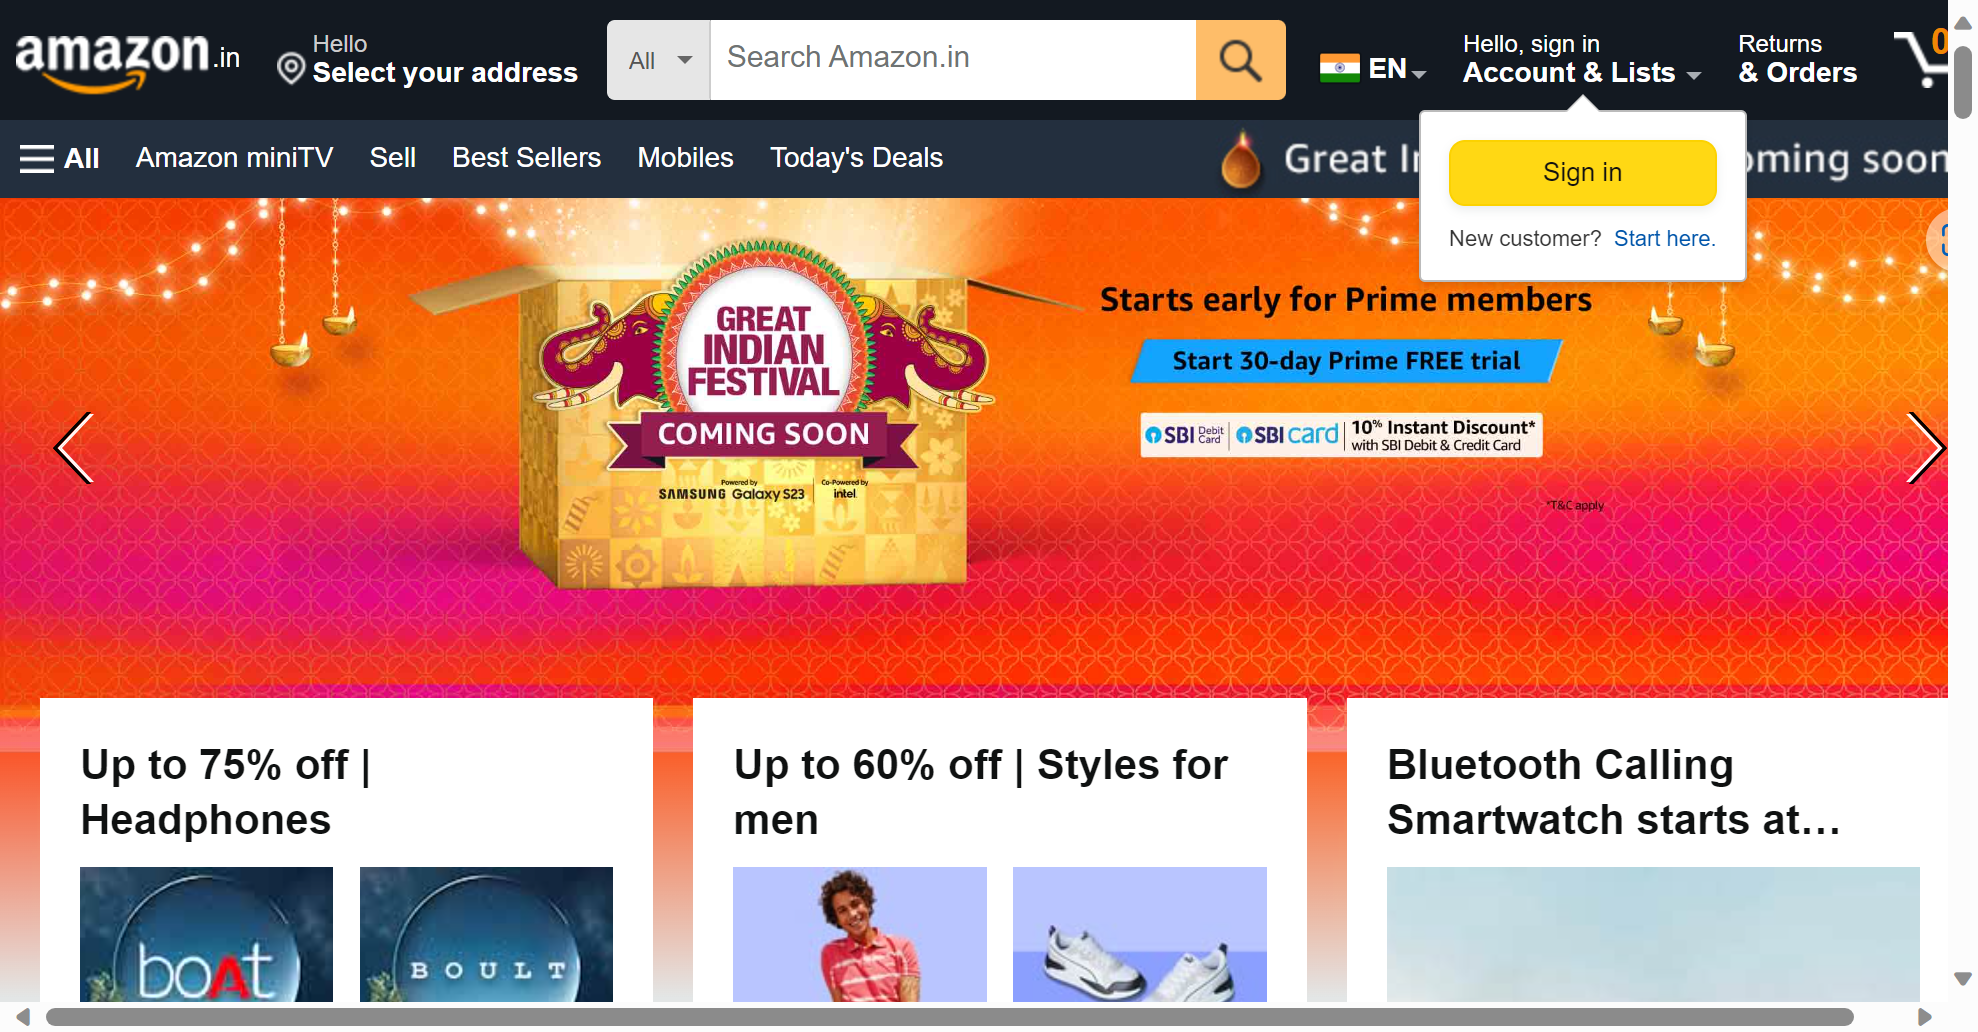 amazon.in
Hello
Select your address
All
Search Amazon.in
EN
Hello, sign in
Account & Lists
Returns
& Orders
0
All
Amazon miniTV
Sell
Best Sellers
Mobiles
Today's Deals
Great
oming soon
Sign in
New customer? Start here.
GREAT
INDIAN
FESTIVAL
COMING SOON
Powered by
SAMSUNG Galaxy S23
Co-Powered by
intel.
Starts early for Prime members
Start 30-day Prime FREE trial
SBI Debit Card
SBI card
10% Instant Discount*
with SBI Debit & Credit Card
*T&C apply
Up to 75% off |
Headphones
Up to 60% off | Styles for
men
Bluetooth Calling
Smartwatch starts at…
boAt
BOULT